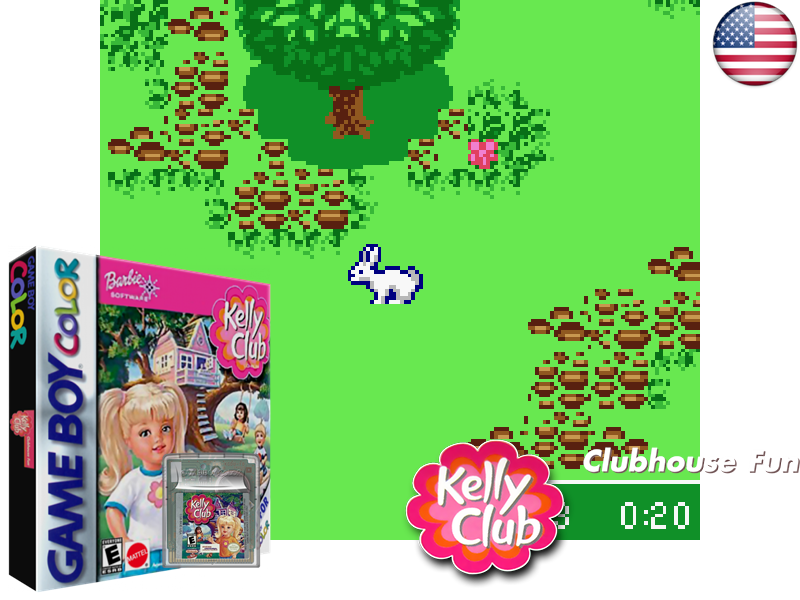 GAME BOY COLOR
GAME BOY COLOR
Barbie
SOFTWARE
Kelly
Club
EVERYONE
E
MATTEL
Kelly
Club
E
Kelly
Club
Clubhouse Fun
0:20